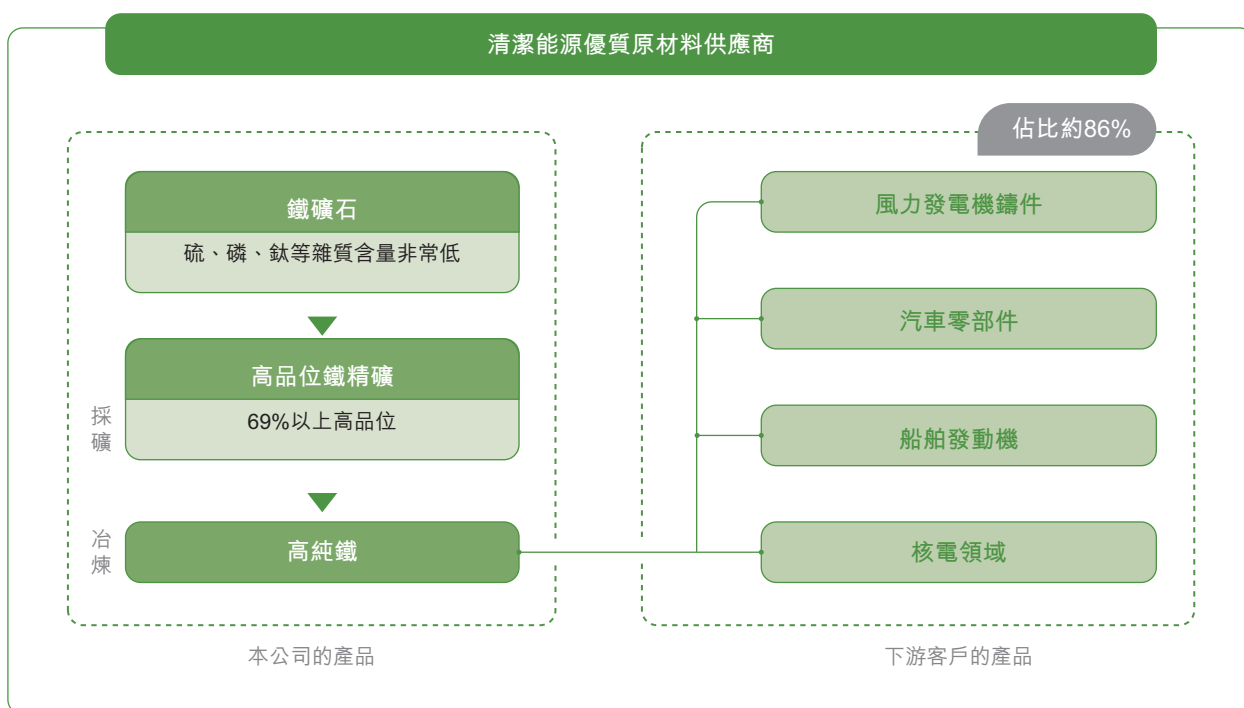 清潔能源優質原材料供應商
鐵礦石
硫、磷、鈦等雜質含量非常低
高品位鐵精礦
69%以上高品位
採礦
高純鐵
冶煉
本公司的產品
佔比約86%
風力發電機鑄件
汽車零部件
船舶發動機
核電領域
下游客戶的產品